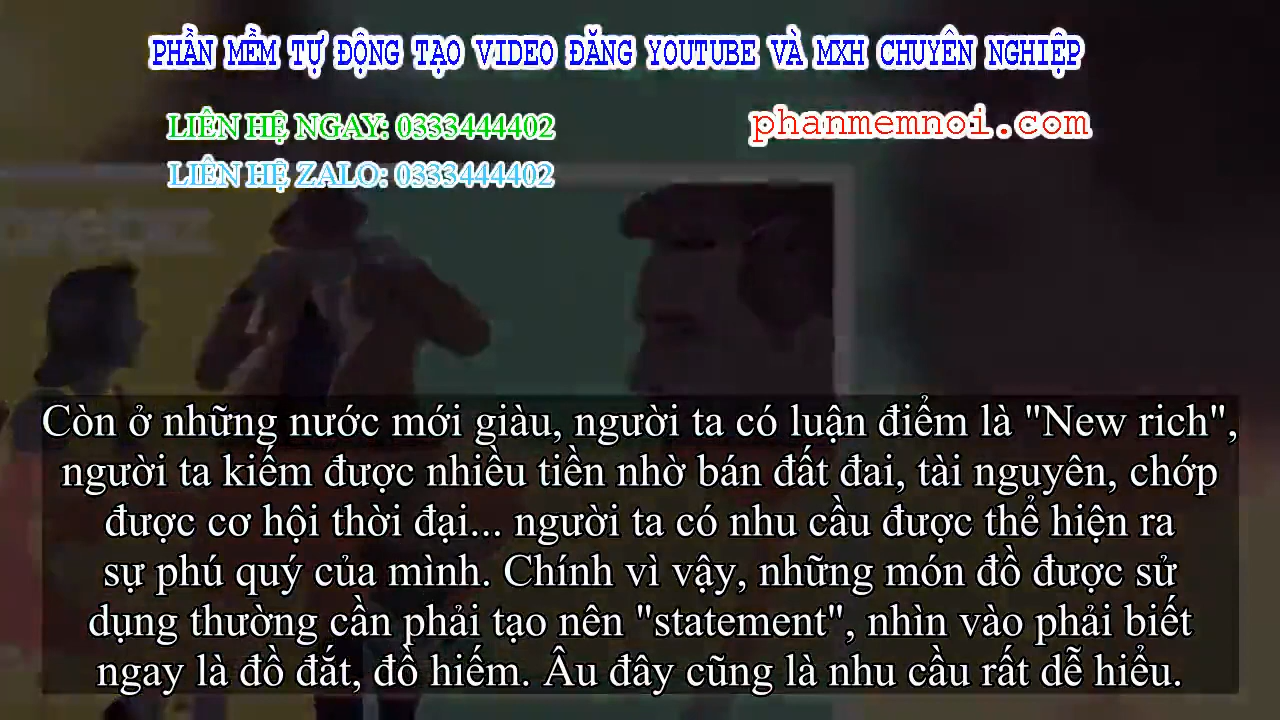 PHẦN MỀM TỰ ĐỘNG TẠO VIDEO ĐĂNG YOUTUBE VÀ MXH CHUYÊN NGHIỆP
LIÊN HỆ NGAY: 0333444402
phanmemnoi.com
LIÊN HỆ ZALO: 0333444402
Còn ở những nước mới giàu, người ta có luận điểm là "New rich",
người ta kiếm được nhiều tiền nhờ bán đất đai, tài nguyên, chớp
được cơ hội thời đại... người ta có nhu cầu được thể hiện ra
sự phú quý của mình. Chính vì vậy, những món đồ được sử
dụng thường cần phải tạo nên "statement", nhìn vào phải biết
ngay là đồ đắt, đồ hiếm. Âu đây cũng là nhu cầu rất dễ hiểu.